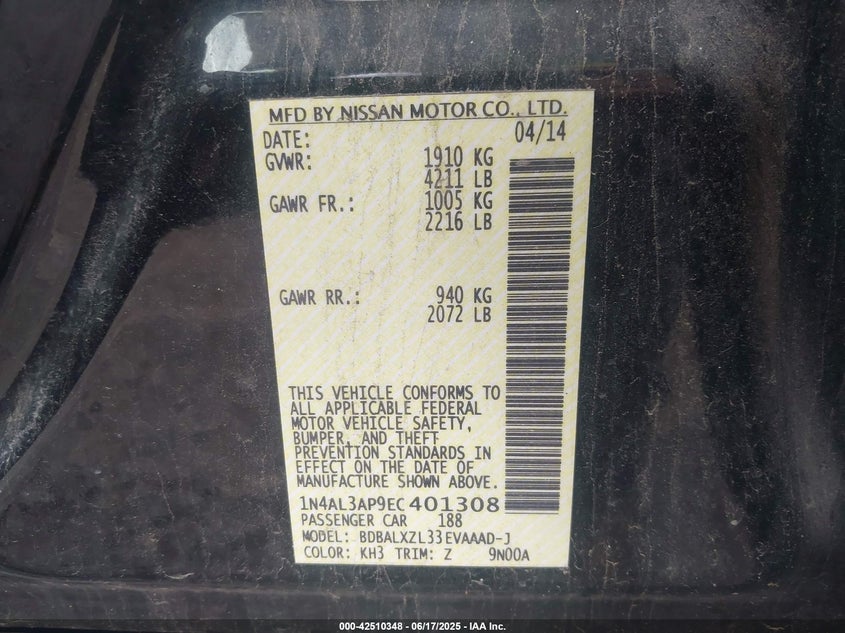 MFD BY NISSAN MOTOR CO., LTD.
DATE: 04/14
GVWR: 1910 KG
4211 LB
GAWR FR.: 1005 KG
2216 LB
GAWR RR.: 940 KG
2072 LB
THIS VEHICLE CONFORMS TO
ALL APPLICABLE FEDERAL
MOTOR VEHICLE SAFETY,
BUMPER, AND THEFT
PREVENTION STANDARDS IN
EFFECT ON THE DATE OF
MANUFACTURE SHOWN ABOVE.
1N4AL3AP9EC401308
PASSENGER CAR 188
MODEL: BDBALXZL33EVAAAD-J
COLOR: KH3 TRIM: Z 9N00A
000-42510348 - 06/17/2025 - IAA Inc.